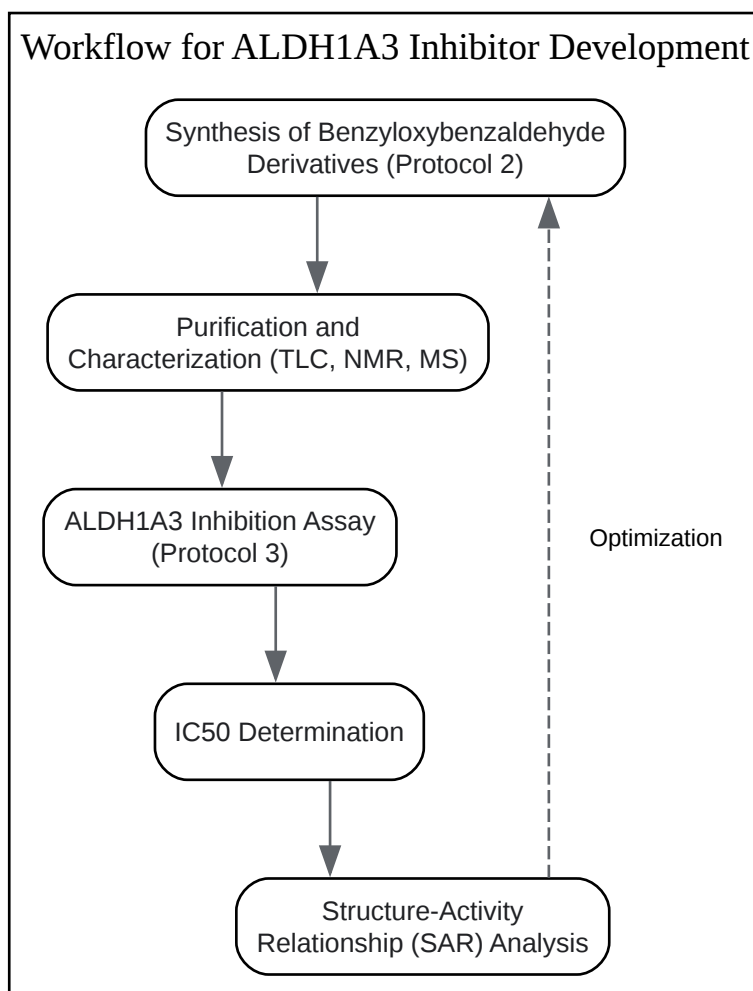 Workflow for ALDH1A3 Inhibitor Development
Synthesis of Benzyloxybenzaldehyde
Derivatives (Protocol 2)
Purification and
Characterization (TLC, NMR, MS)
ALDH1A3 Inhibition Assay
(Protocol 3)
Optimization
IC50 Determination
Structure-Activity
Relationship (SAR) Analysis